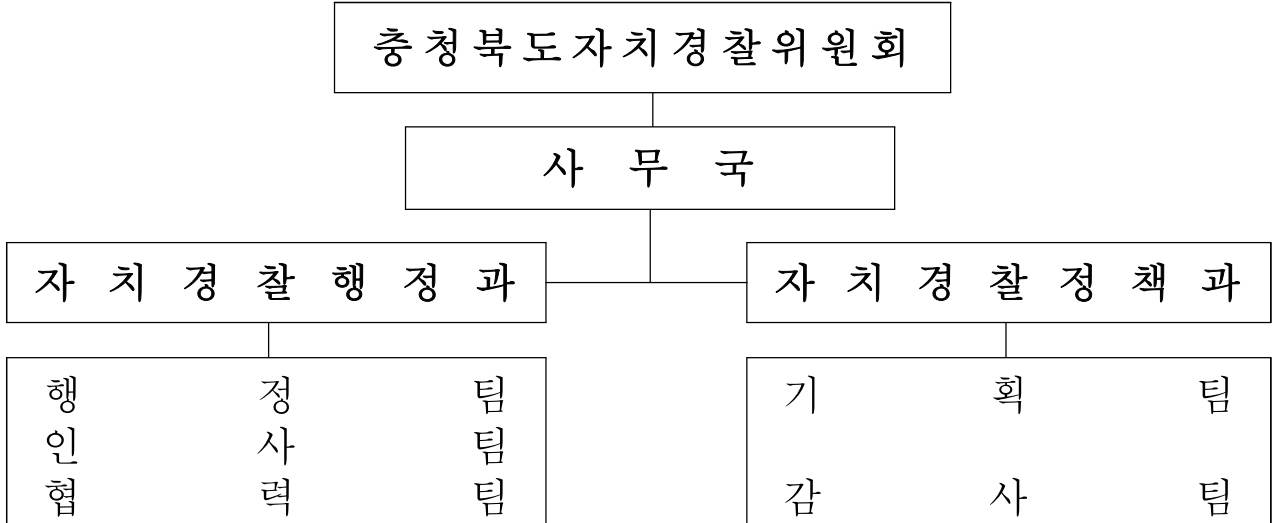 충청북도자치경찰위원회
사무국
자치경찰행정과
자치경찰정책과
행정팀
인사팀
협력팀
기획팀
감사팀